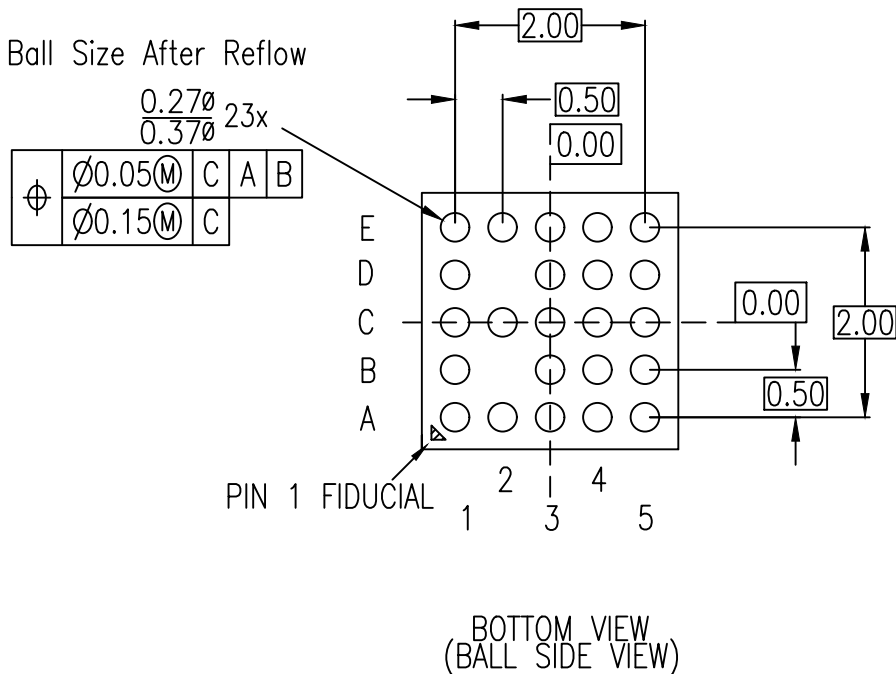 2.00
Ball Size After Reflow
0.50
0.27ø 23x
0.37ø
0.00
Ø0.05Ⓜ C A B
Ø0.15Ⓜ C
E
D
0.00
C
2.00
B
0.50
A
PIN 1 FIDUCIAL
2 4
1 3 5
BOTTOM VIEW
(BALL SIDE VIEW)